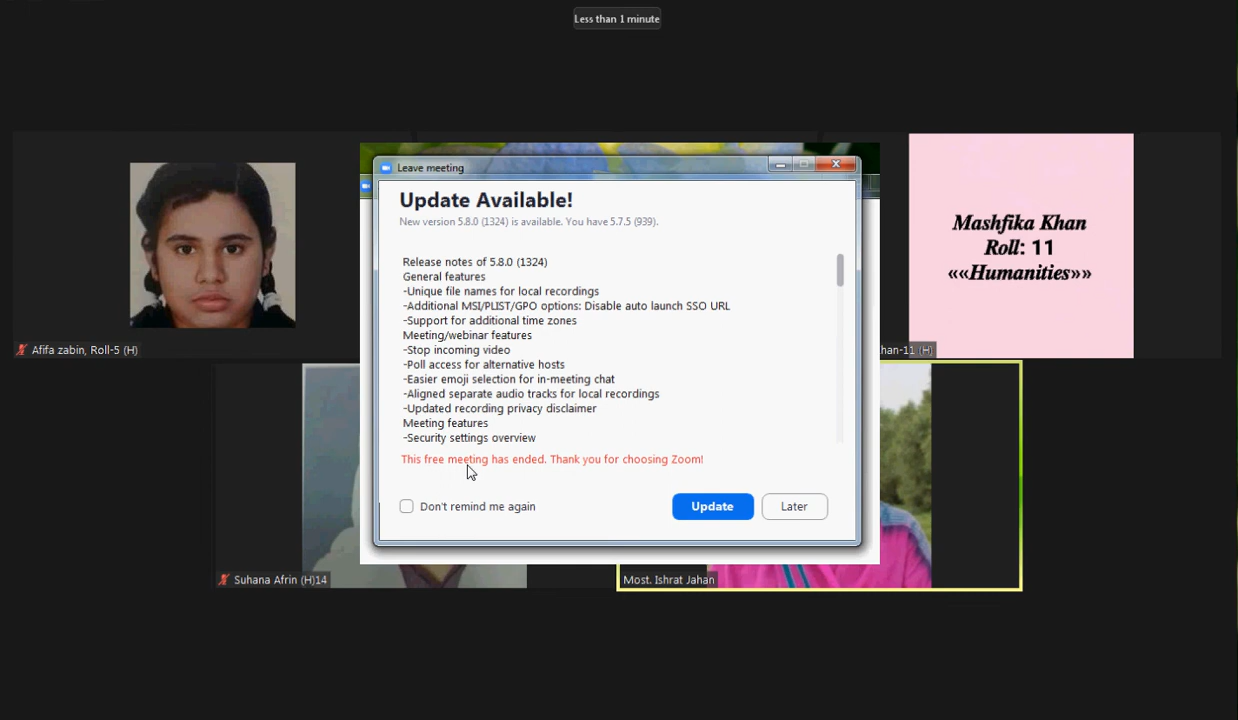 Less than 1 minute
Leave meeting
Update Available!
New version 5.8.0 (1324) is available. You have 5.7.5 (939).
Release notes of 5.8.0 (1324)
General features
-Unique file names for local recordings
-Additional MSI/PLIST/GPO options: Disable auto launch SSO URL
-Support for additional time zones
Meeting/webinar features
-Stop incoming video
-Poll access for alternative hosts
-Easier emoji selection for in-meeting chat
-Aligned separate audio tracks for local recordings
-Updated recording privacy disclaimer
Meeting features
-Security settings overview
This free meeting has ended. Thank you for choosing Zoom!
Don't remind me again
Update
Later
Mashfika Khan
Roll: 11
««Humanities»»
Afifa zabin, Roll-5 (H)
han-11 (H)
Suhana Afrin (H)14
Most. Ishrat Jahan